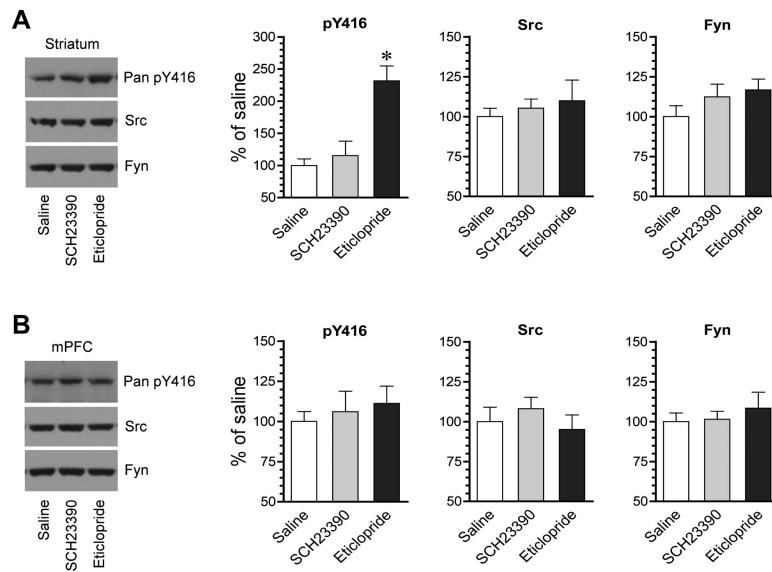 A
Striatum
Pan pY416
Src
Fyn
Saline
SCH23390
Eticlopride
pY416
% of saline
300
250
200
150
100
50
*
Saline
SCH23390
Eticlopride
Src
150
125
100
75
50
Saline
SCH23390
Eticlopride
Fyn
150
125
100
75
50
Saline
SCH23390
Eticlopride
B
mPFC
Pan pY416
Src
Fyn
Saline
SCH23390
Eticlopride
pY416
% of saline
150
125
100
75
50
Saline
SCH23390
Eticlopride
Src
150
125
100
75
50
Saline
SCH23390
Eticlopride
Fyn
150
125
100
75
50
Saline
SCH23390
Eticlopride